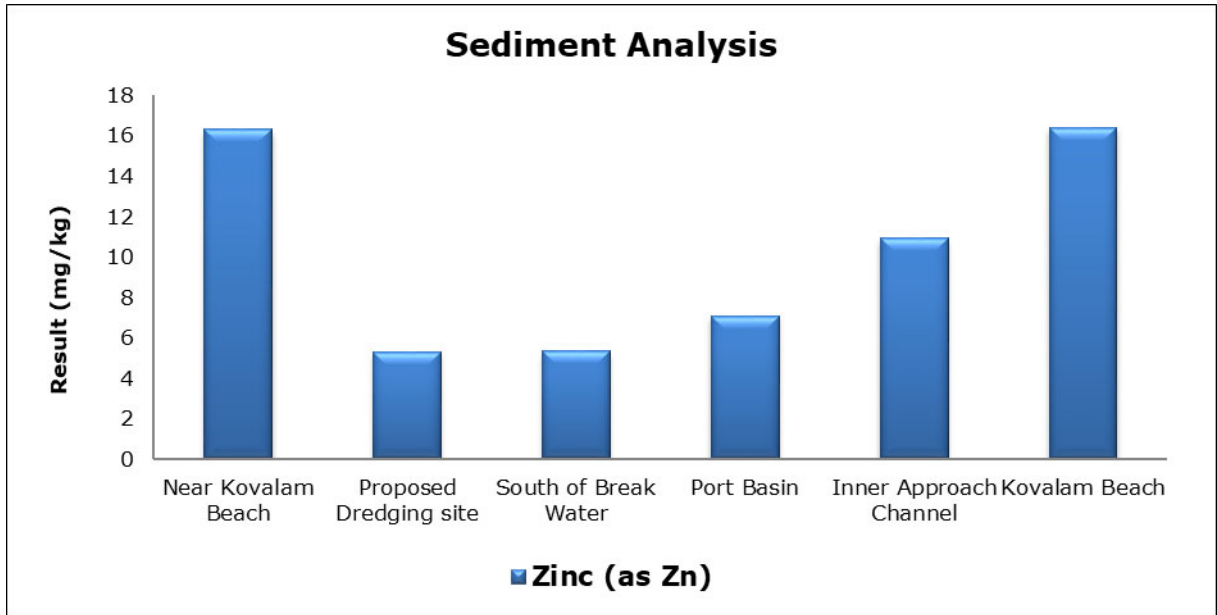 Sediment Analysis
Result (mg/kg)
18
16
14
12
10
8
6
4
2
0
Near Kovalam
Beach
Proposed
Dredging site
South of Break
Water
Port Basin
Inner Approach
Channel
Kovalam Beach
Zinc (as Zn)